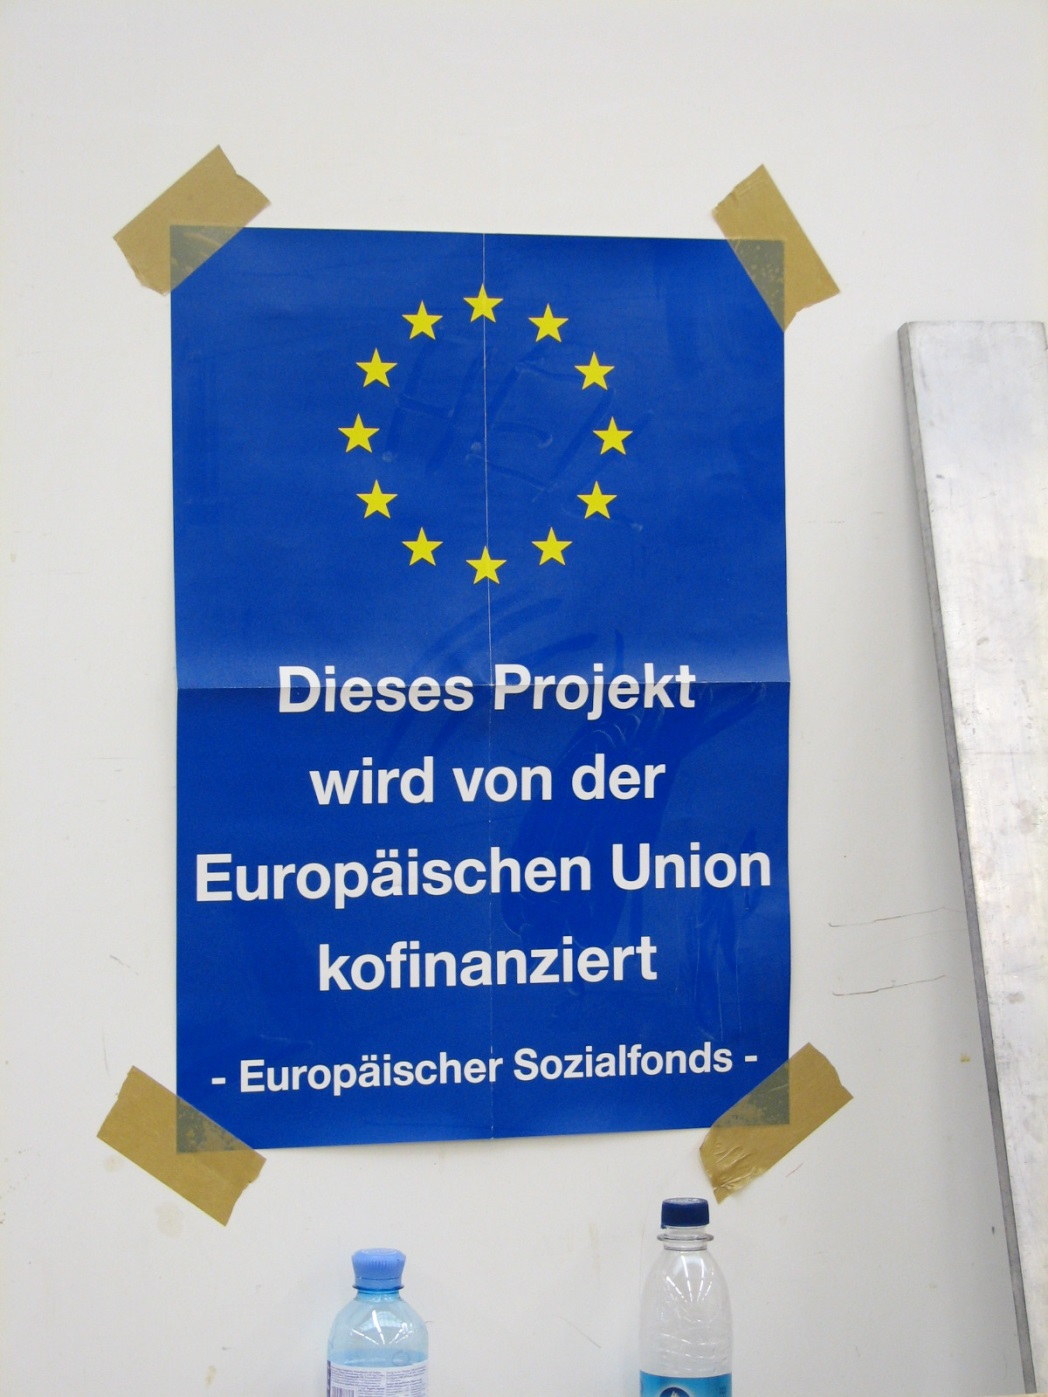 Dieses Projekt
wird von der
Europäischen Union
kofinanziert
- Europäischer Sozialfonds -